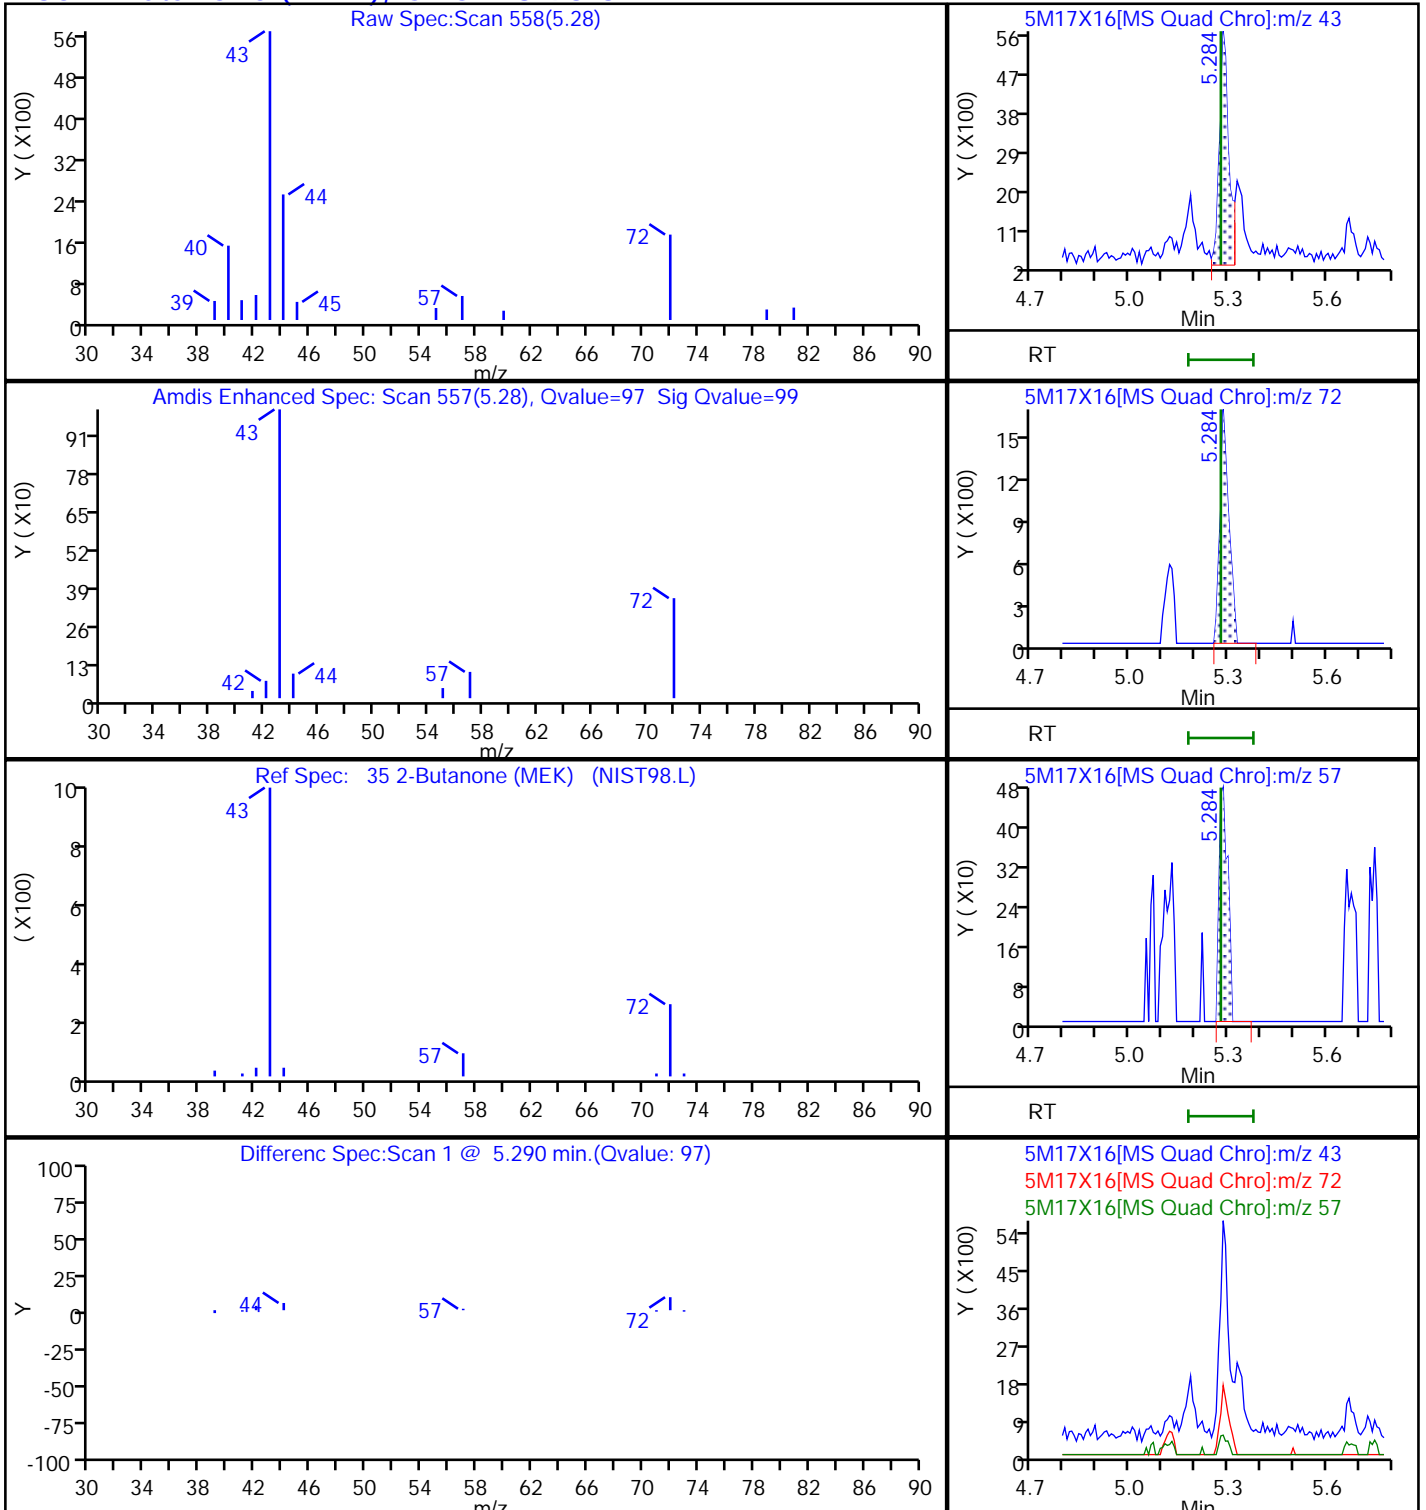 Raw Spec:Scan 558(5.28)
Y ( X100)
56
48
40
32
24
16
8
0
43
44
40
39
45
57
72
30 34 38 42 46 50 54 58 62 66 70 74 78 82 86 90
m/z
5M17X16[MS Quad Chro]:m/z 43
Y ( X100)
56
47
38
29
20
11
2
5.284
4.7 5.0 5.3 5.6
Min
RT
Amdis Enhanced Spec: Scan 557(5.28), Qvalue=97 Sig Qvalue=99
Y ( X10)
91
78
65
52
39
26
13
0
43
42
44
57
72
30 34 38 42 46 50 54 58 62 66 70 74 78 82 86 90
m/z
5M17X16[MS Quad Chro]:m/z 72
Y ( X100)
15
12
9
6
3
0
5.284
4.7 5.0 5.3 5.6
Min
RT
Ref Spec: 35 2-Butanone (MEK) (NIST98.L)
( X100)
10
8
6
4
2
0
43
57
72
30 34 38 42 46 50 54 58 62 66 70 74 78 82 86 90
5M17X16[MS Quad Chro]:m/z 57
Y ( X10)
48
40
32
24
16
8
0
5.284
4.7 5.0 5.3 5.6
Min
RT
Differenc Spec:Scan 1 @ 5.290 min.(Qvalue: 97)
Y
100
75
50
25
0
-25
-50
-75
-100
44
57
72
30 34 38 42 46 50 54 58 62 66 70 74 78 82 86 90
m/z
5M17X16[MS Quad Chro]:m/z 43
5M17X16[MS Quad Chro]:m/z 72
5M17X16[MS Quad Chro]:m/z 57
Y ( X100)
54
45
36
27
18
9
0
4.7 5.0 5.3 5.6
Min